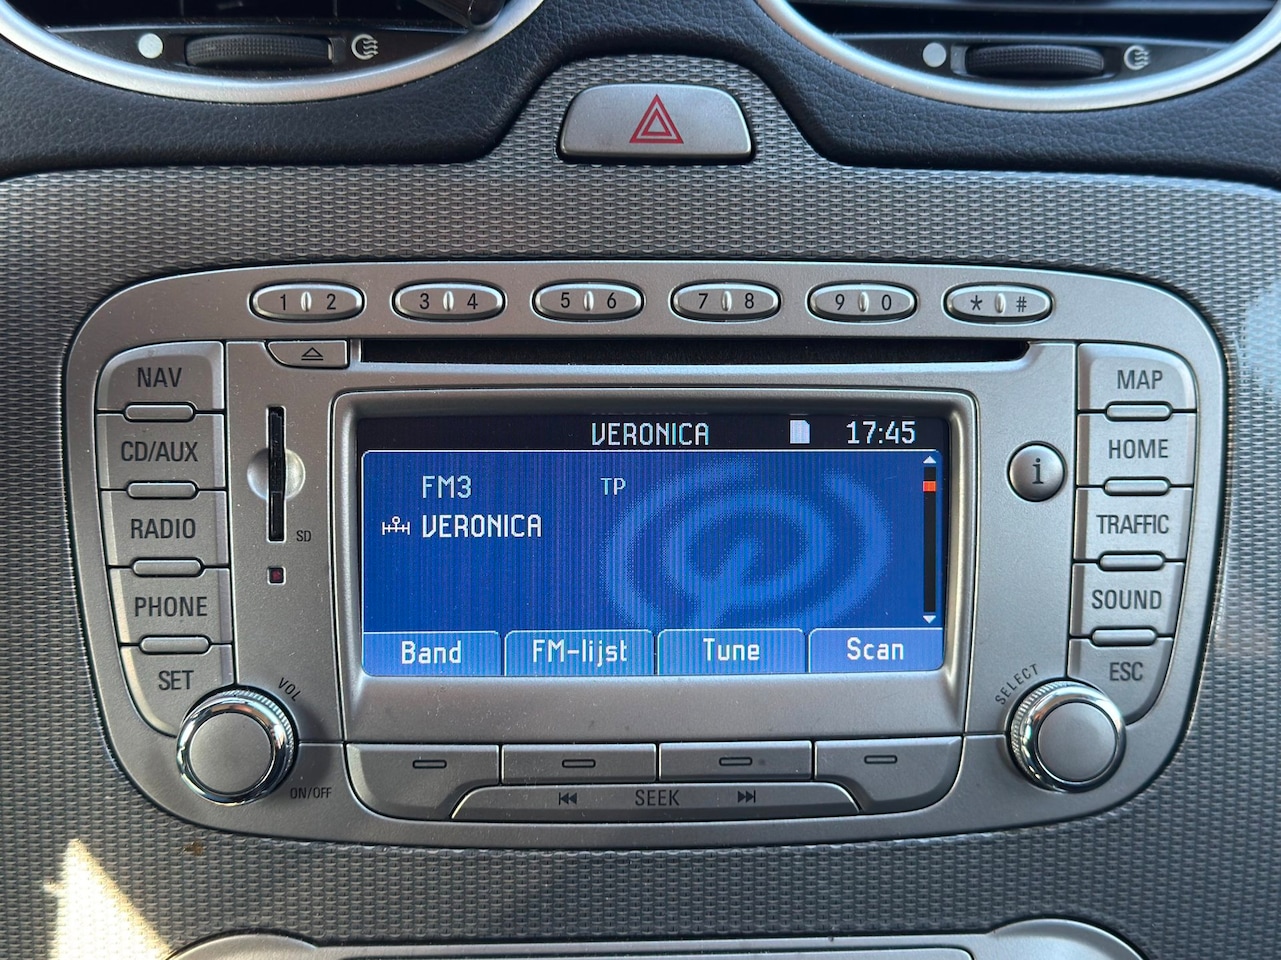 1 2 3 4 5 6 7 8 9 0 * #
NAV
CD/AUX
RADIO
PHONE
SET
SD
VERONICA 17:45
FM3 TP
VERONICA
Band FM-lijst Tune Scan
i
MAP
HOME
TRAFFIC
SOUND
ESC
VOL
ON/OFF
SELECT
SEEK